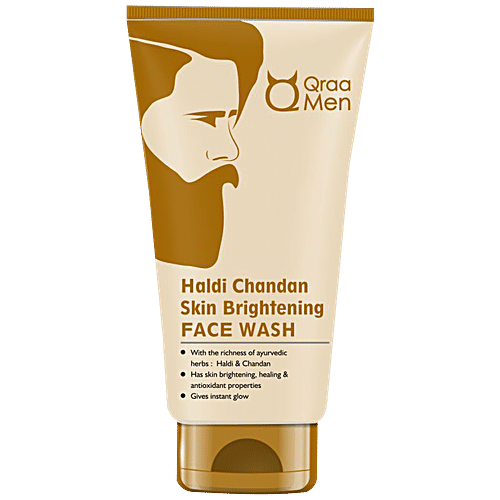 Qraa
Men
Haldi Chandan
Skin Brightening
FACE WASH
• With the richness of ayurvedic
herbs : Haldi & Chandan
• Has skin brightening, healing &
antioxidant properties
• Gives instant glow